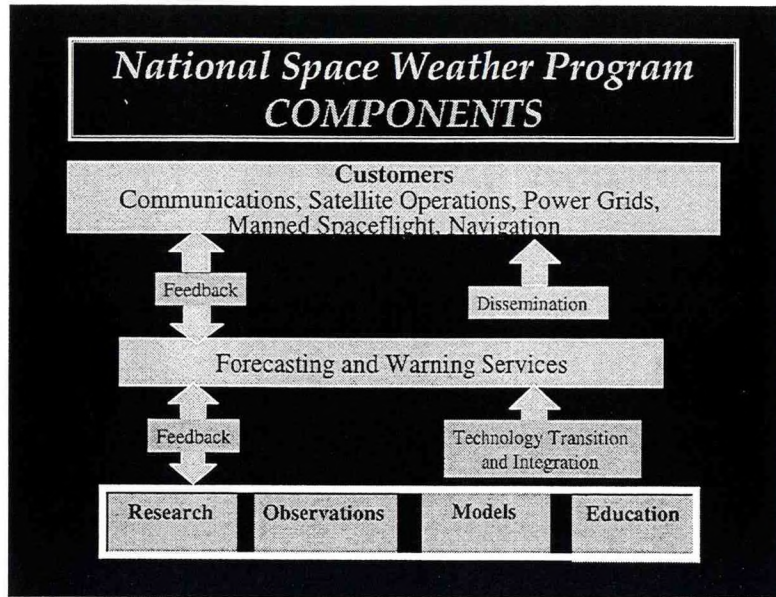 National Space Weather Program
COMPONENTS
Customers
Communications, Satellite Operations, Power Grids,
Manned Spaceflight, Navigation
Feedback
Dissemination
Forecasting and Warning Services
Feedback
Technology Transition
and Integration
Research
Observations
Models
Education